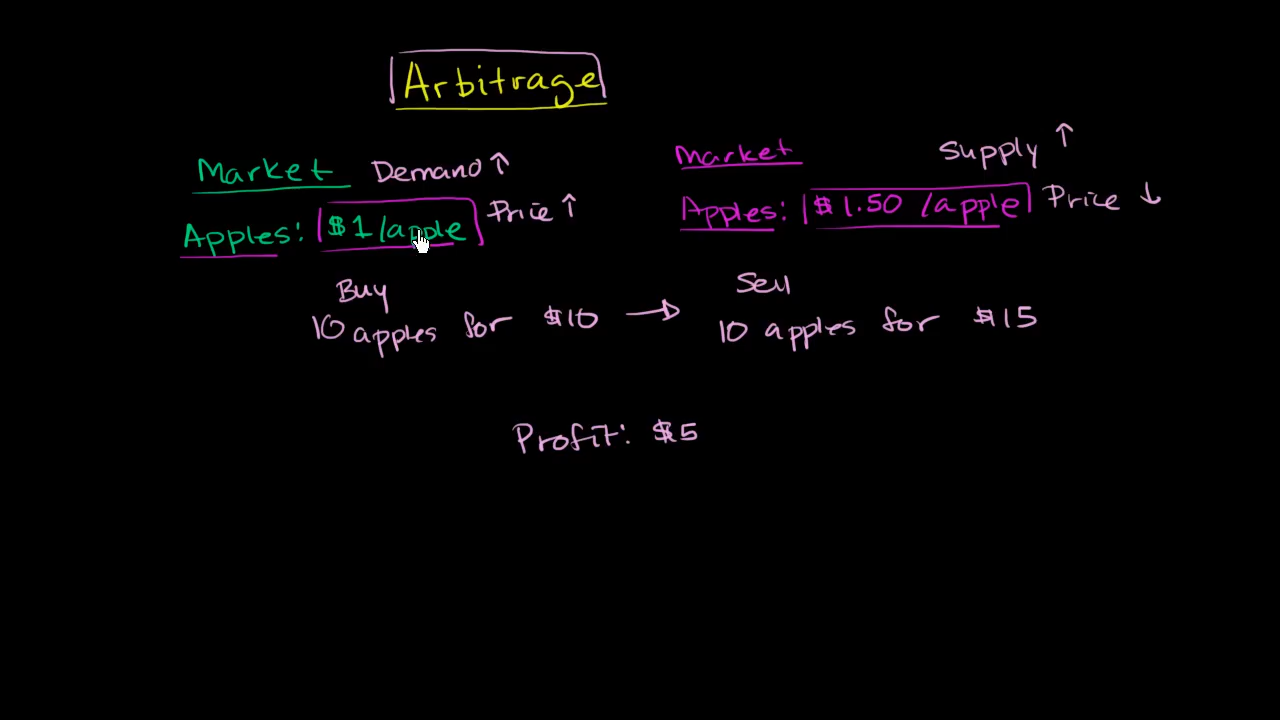 Arbitrage
Market Demand ↑
Apples: $1/apple Price ↑
Buy
10 apples for $10 →
Market Supply ↑
Apples: $1.50 /apple Price ↓
Sell
10 apples for $15
Profit: $5